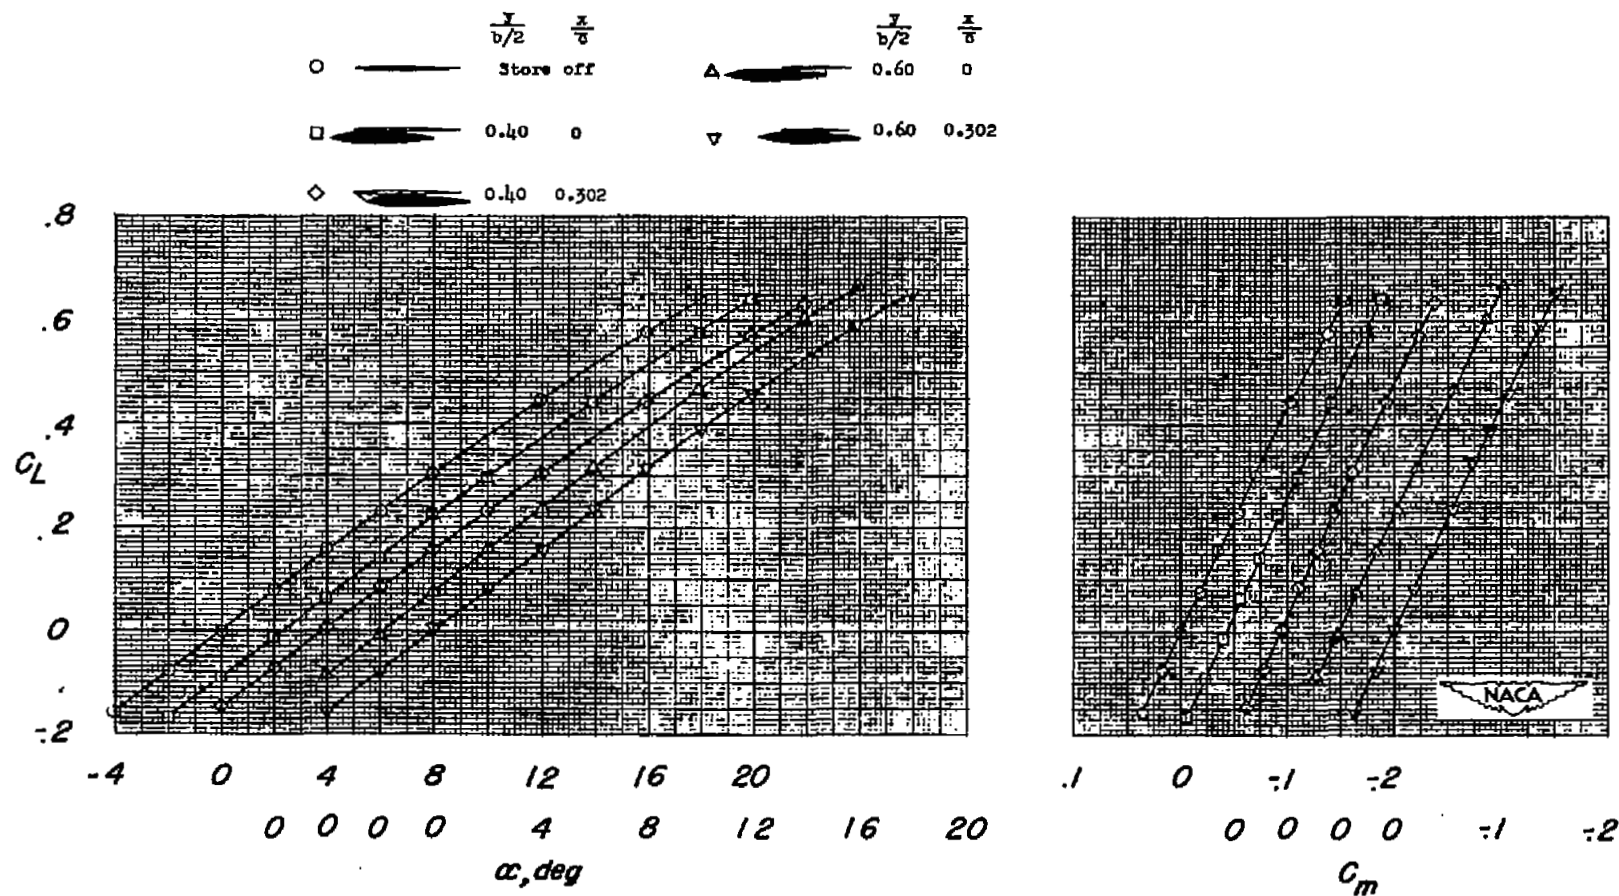 y/b/2 x/c̄ y/b/2 x/c̄
Store off 0.60 0
0.40 0 0.60 0.302
0.40 0.302
.8
.6
.4
C_L
.2
0
-.2
NACA
-4 0 4 8 12 16 20 .1 0 -.1 -.2
0 0 0 0 4 8 12 16 20 0 0 0 0 -.1 -.2
α, deg C_m